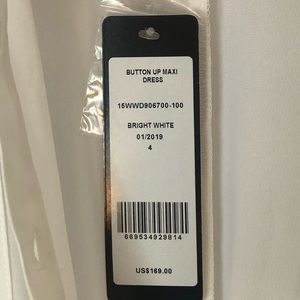 BUTTON UP MAXI
DRESS
15WWD906700-100
BRIGHT WHITE
01/2019
4
669534929814
US$169.00